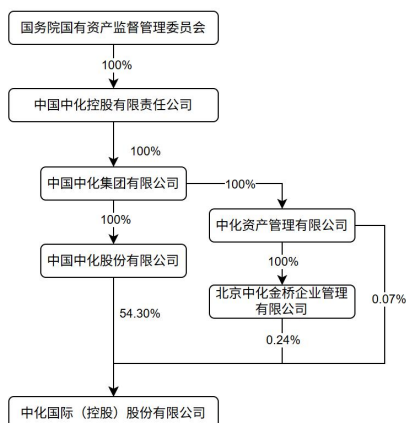 国务院国有资产监督管理委员会
100%
中国中化控股有限责任公司
100%
中国中化集团有限公司
100%
100%
中化资产管理有限公司
中国中化股份有限公司
100%
北京中化金桥企业管理
有限公司
0.07%
54.30%
0.24%
中化国际（控股）股份有限公司